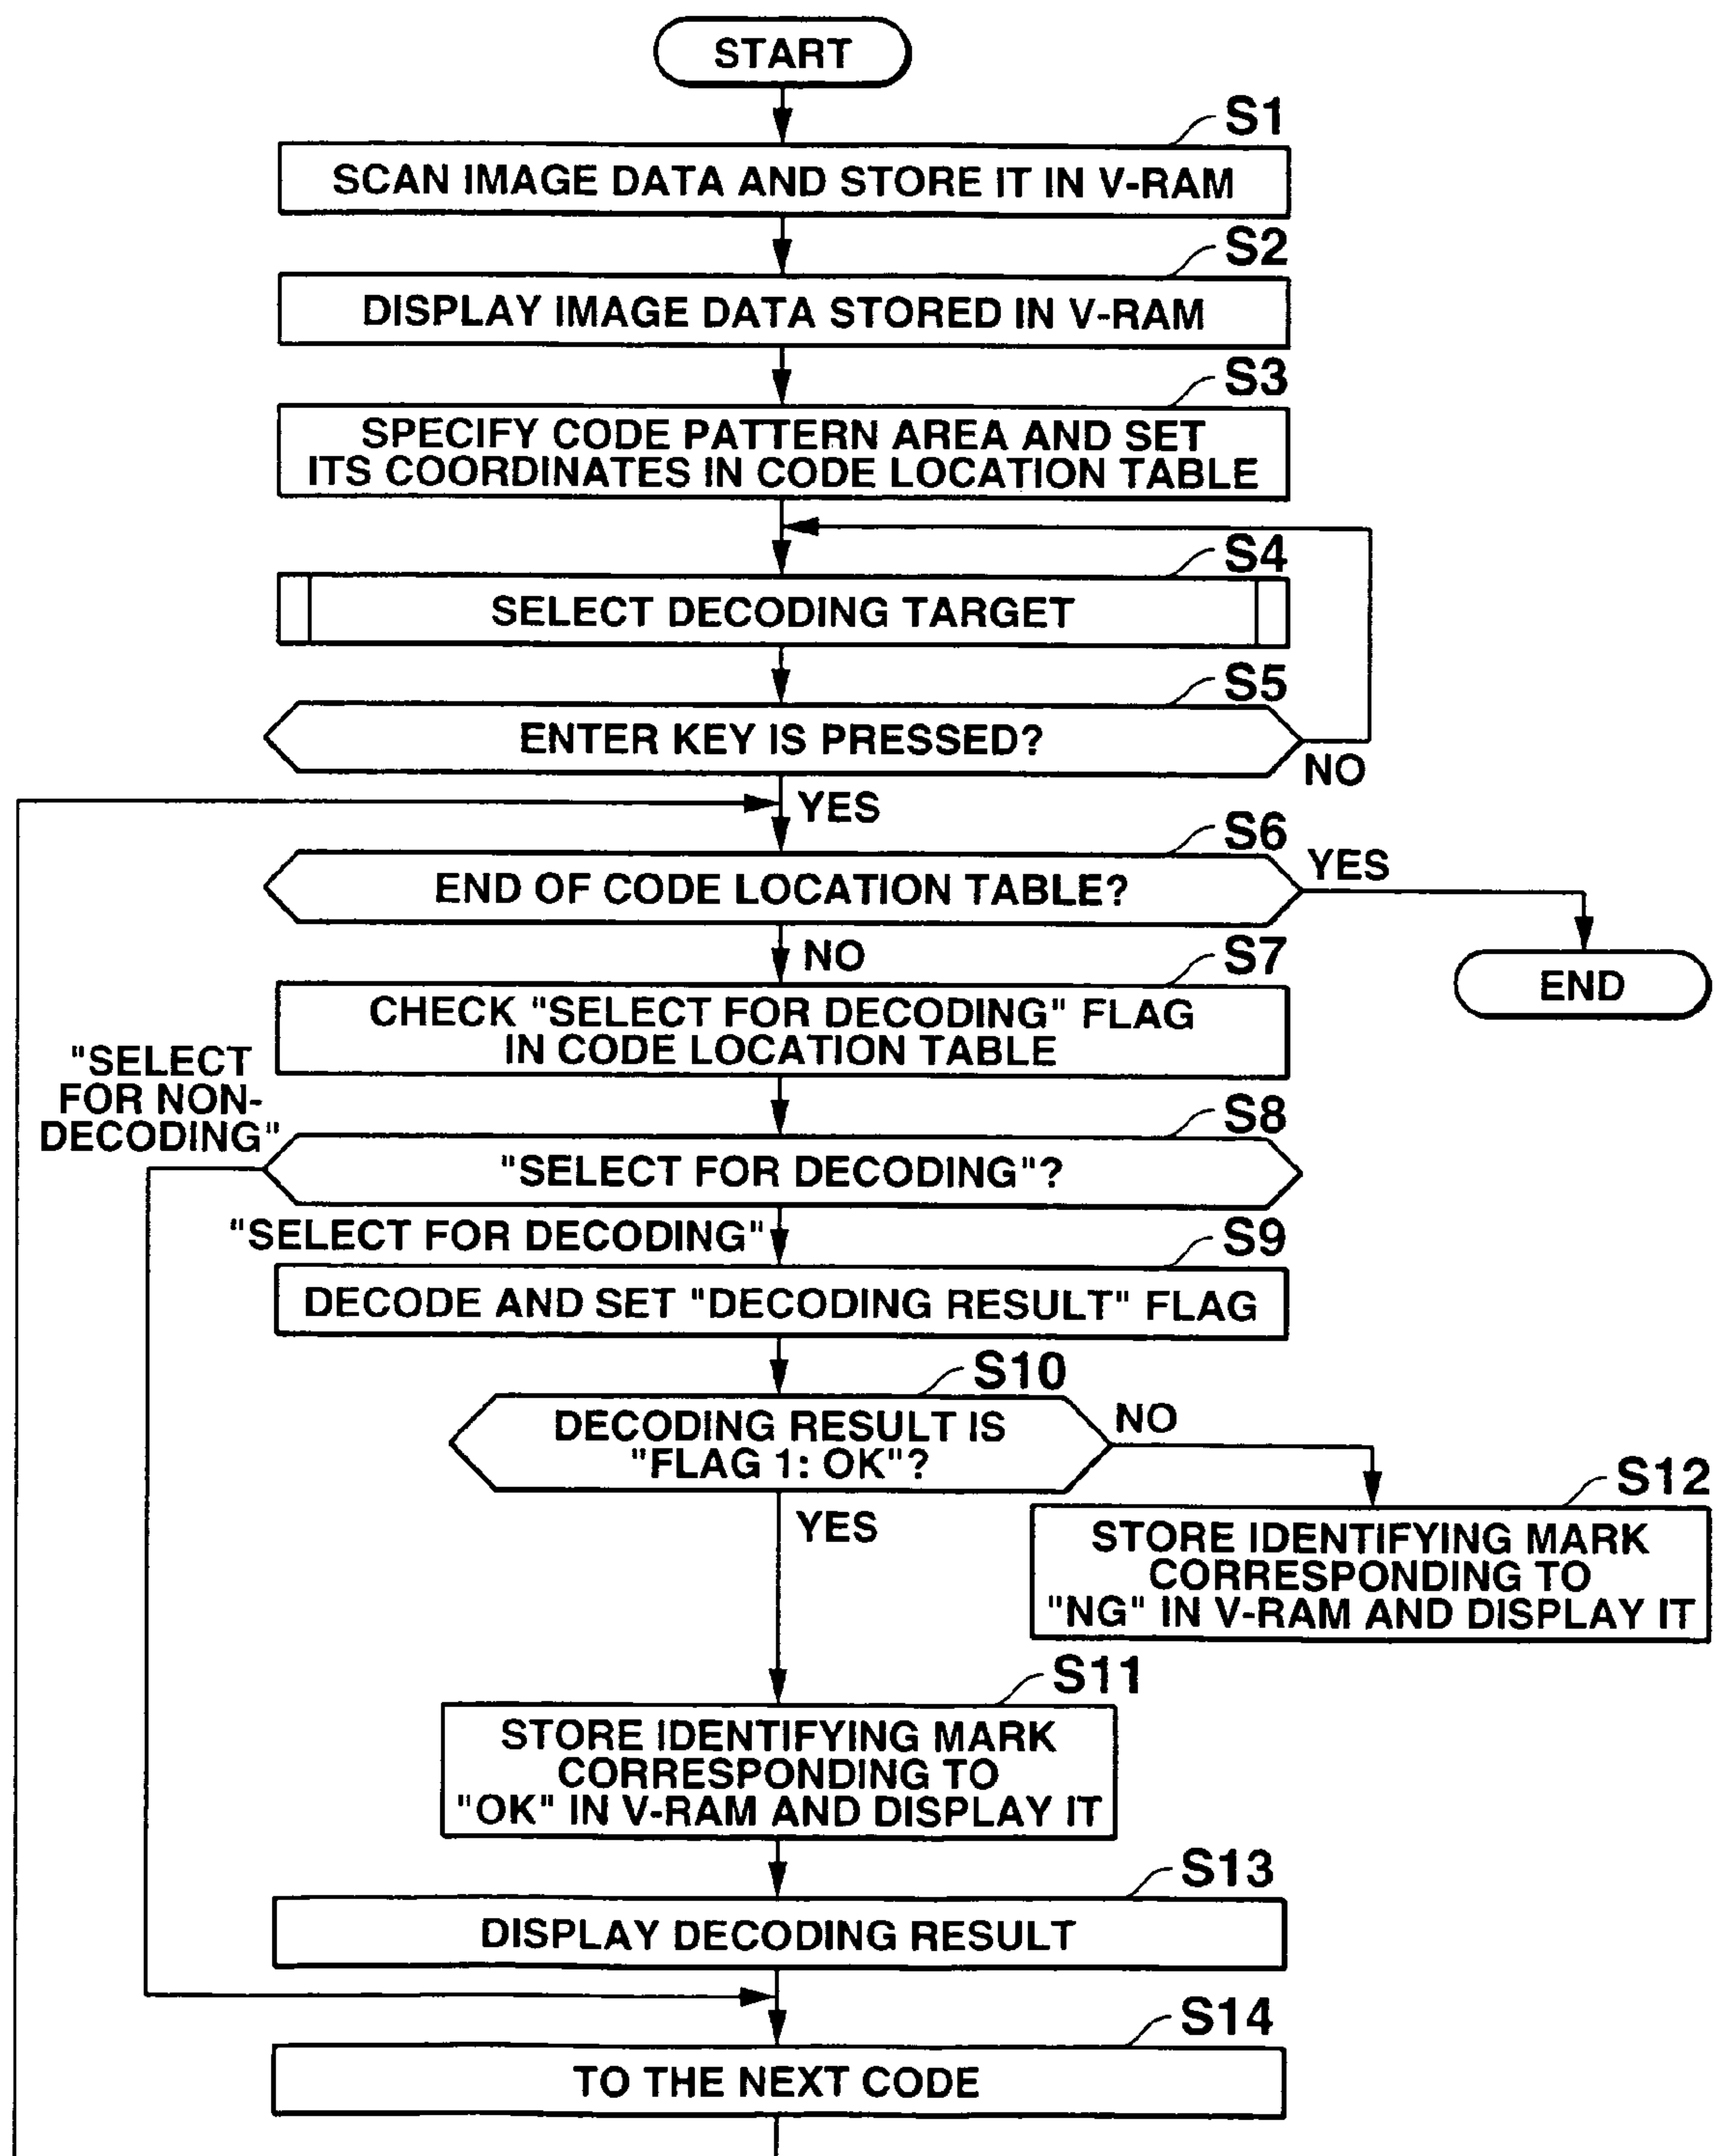 START
S1
SCAN IMAGE DATA AND STORE IT IN V-RAM
S2
DISPLAY IMAGE DATA STORED IN V-RAM
S3
SPECIFY CODE PATTERN AREA AND SET
ITS COORDINATES IN CODE LOCATION TABLE
S4
SELECT DECODING TARGET
S5
ENTER KEY IS PRESSED?
NO
YES
S6
END OF CODE LOCATION TABLE?
YES
END
NO
S7
CHECK "SELECT FOR DECODING" FLAG
IN CODE LOCATION TABLE
"SELECT
FOR NON-
DECODING"
S8
"SELECT FOR DECODING"?
"SELECT FOR DECODING"
S9
DECODE AND SET "DECODING RESULT" FLAG
S10
DECODING RESULT IS
"FLAG 1: OK"?
NO
YES
S12
STORE IDENTIFYING MARK
CORRESPONDING TO
"NG" IN V-RAM AND DISPLAY IT
S11
STORE IDENTIFYING MARK
CORRESPONDING TO
"OK" IN V-RAM AND DISPLAY IT
S13
DISPLAY DECODING RESULT
S14
TO THE NEXT CODE